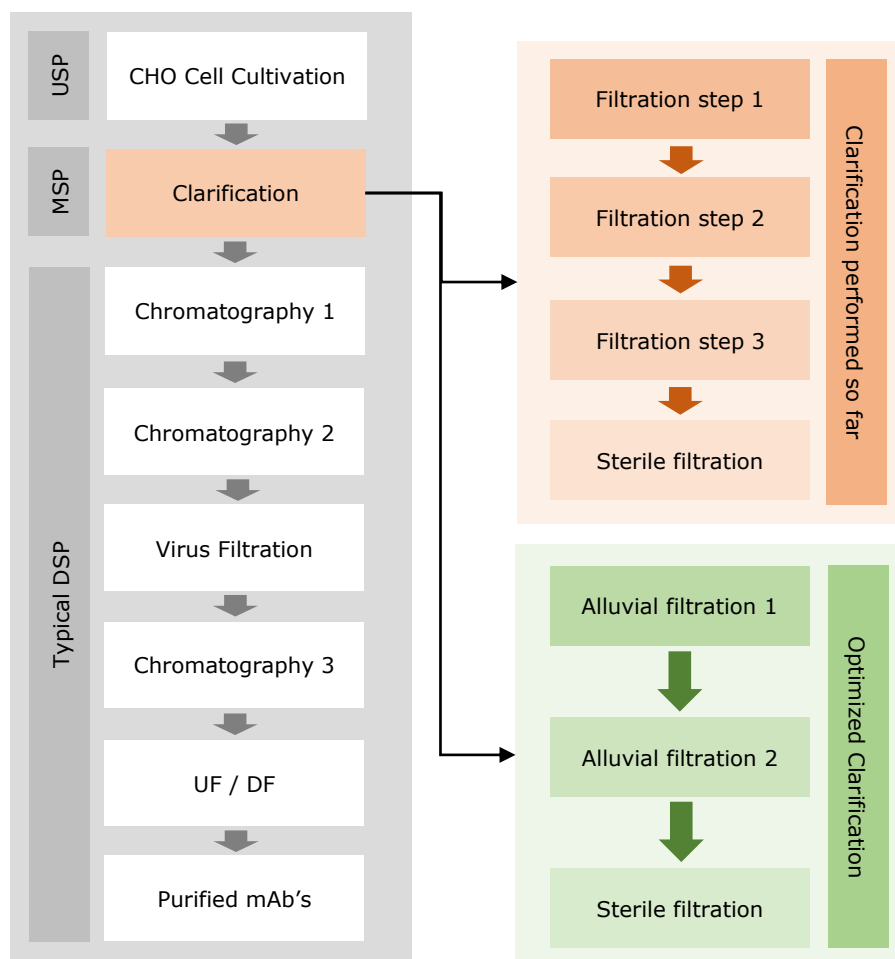 USP
CHO Cell Cultivation
MSP
Clarification
Typical DSP
Chromatography 1
Chromatography 2
Virus Filtration
Chromatography 3
UF / DF
Purified mAb's
Filtration step 1
Filtration step 2
Filtration step 3
Sterile filtration
Clarification performed so far
Alluvial filtration 1
Alluvial filtration 2
Sterile filtration
Optimized Clarification